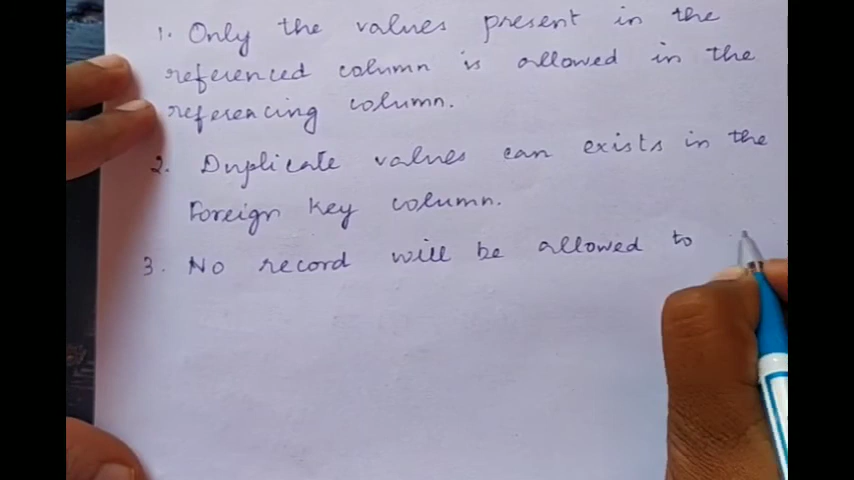 1. Only the values present in the
referenced column is allowed in the
referencing column.
2. Duplicate values can exists in the
Foreign key column.
3. No record will be allowed to